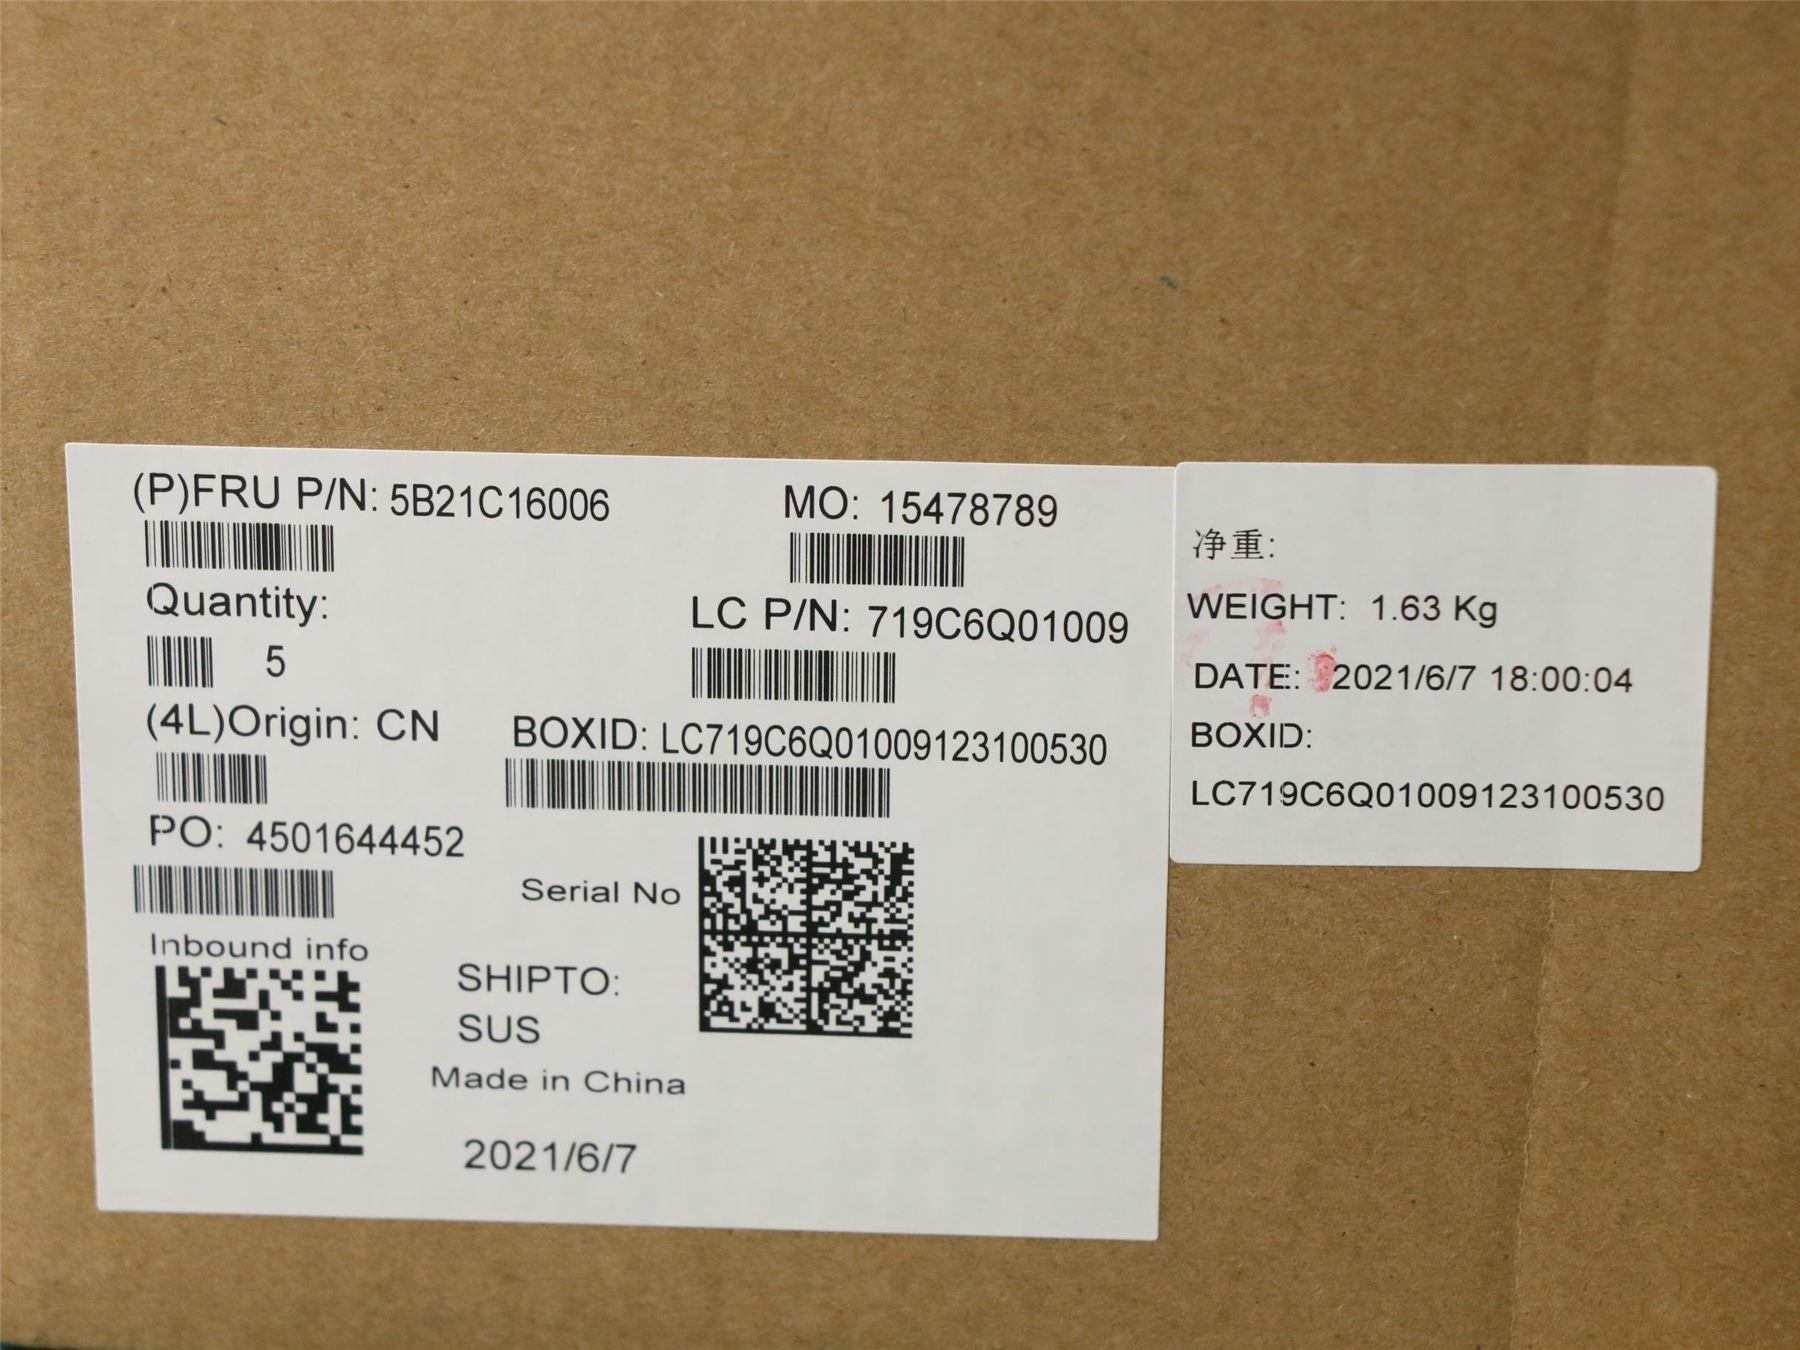 (P)FRU P/N: 5B21C16006
MO: 15478789
Quantity:
5
LC P/N: 719C6Q01009
(4L)Origin: CN
BOXID: LC719C6Q01009123100530
PO: 4501644452
Serial No
Inbound info
SHIPTO:
SUS
Made in China
2021/6/7
净重:
WEIGHT: 1.63 Kg
DATE: 2021/6/7 18:00:04
BOXID:
LC719C6Q01009123100530